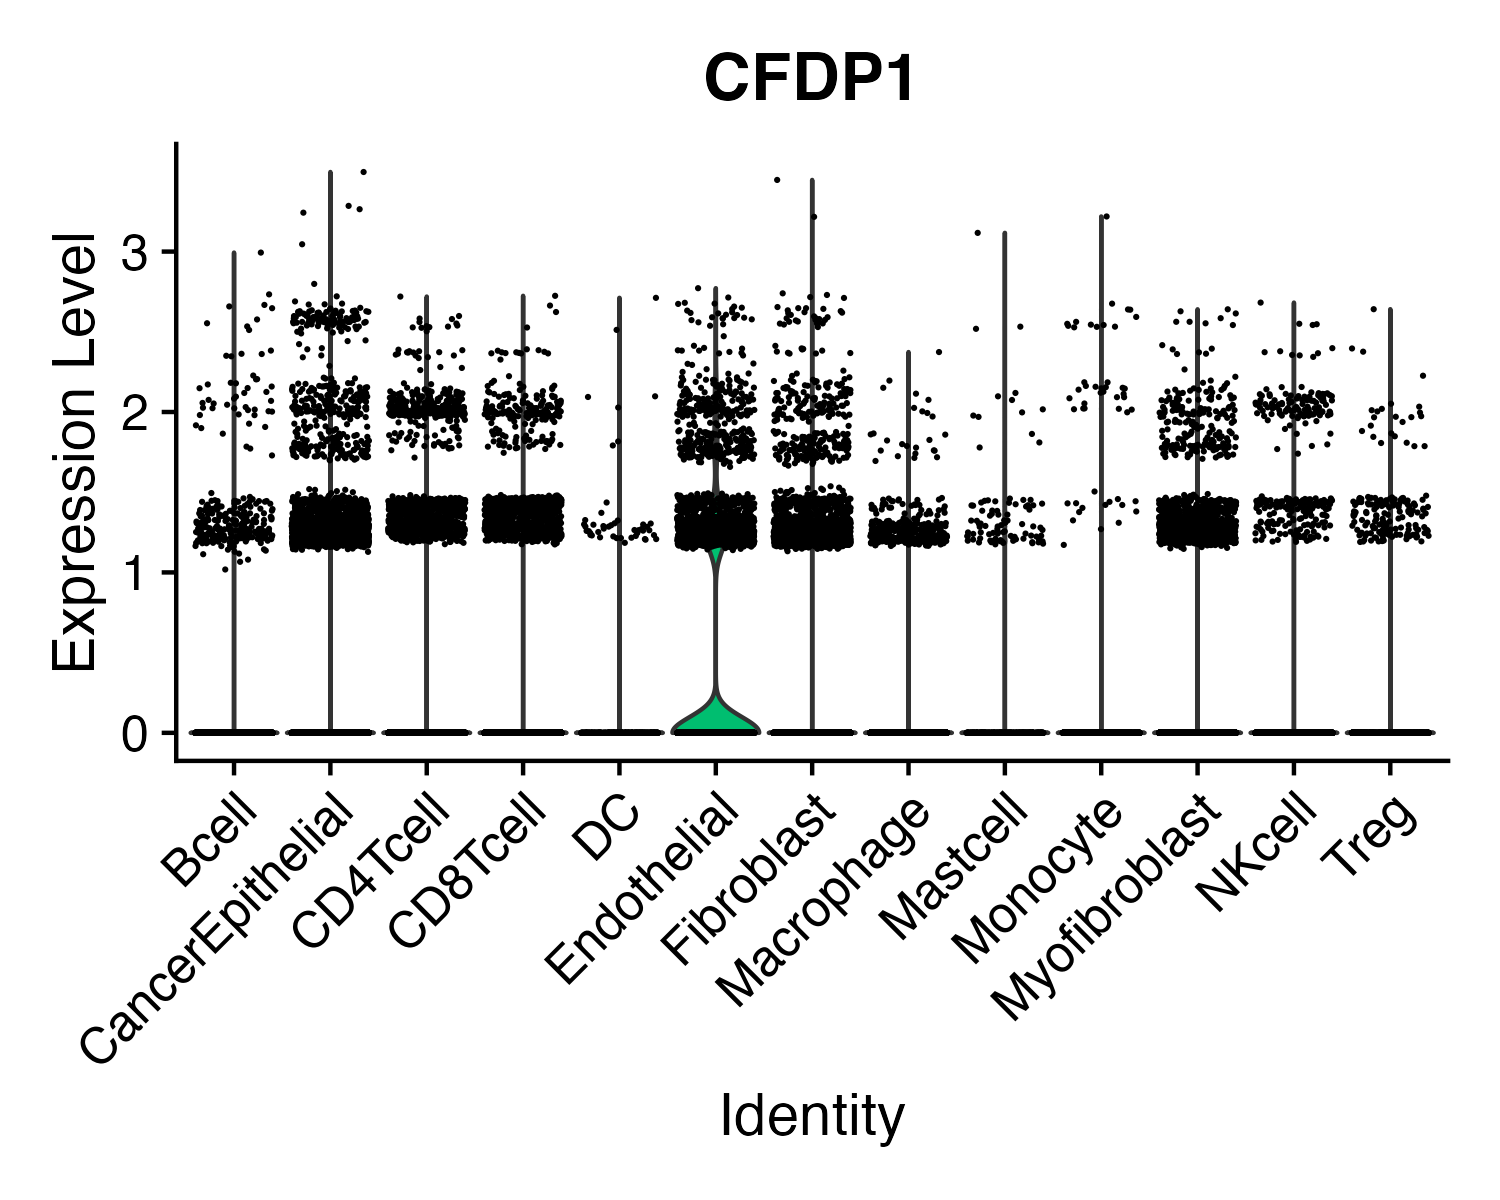 CFDP1
Expression Level
3
2
1
0
Bcell
CancerEpithelial
CD4Tcell
CD8Tcell
DC
Endothelial
Fibroblast
Macrophage
Mastcell
Monocyte
Myofibroblast
NKcell
Treg
Identity